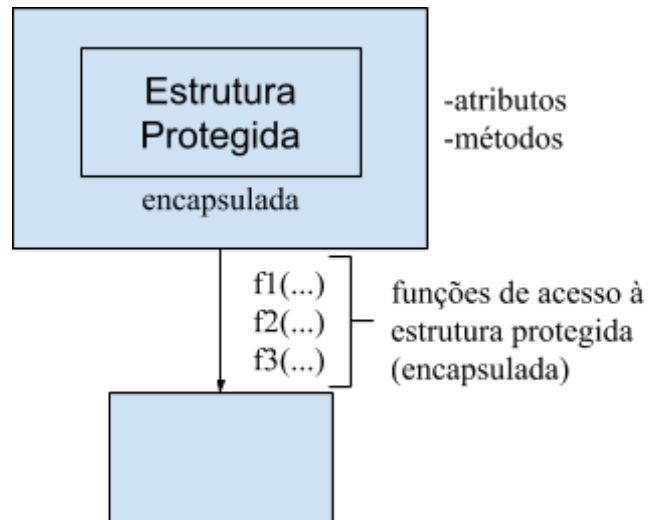 Estrutura
Protegida
encapsulada
-atributos
-métodos
f1(...)
f2(...)
f3(...)
funções de acesso à
estrutura protegida
(encapsulada)